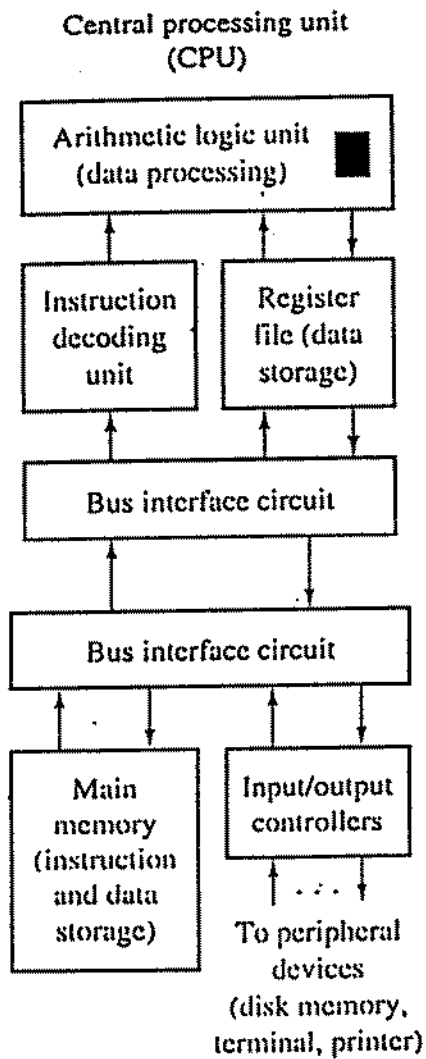 Central processing unit
(CPU)
Arithmetic logic unit
(data processing)
Instruction
decoding
unit
Register
file (data
storage)
Bus interface circuit
Bus interface circuit
Main
memory
(instruction
and data
storage)
Input/output
controllers
...
To peripheral
devices
(disk memory,
terminal, printer)